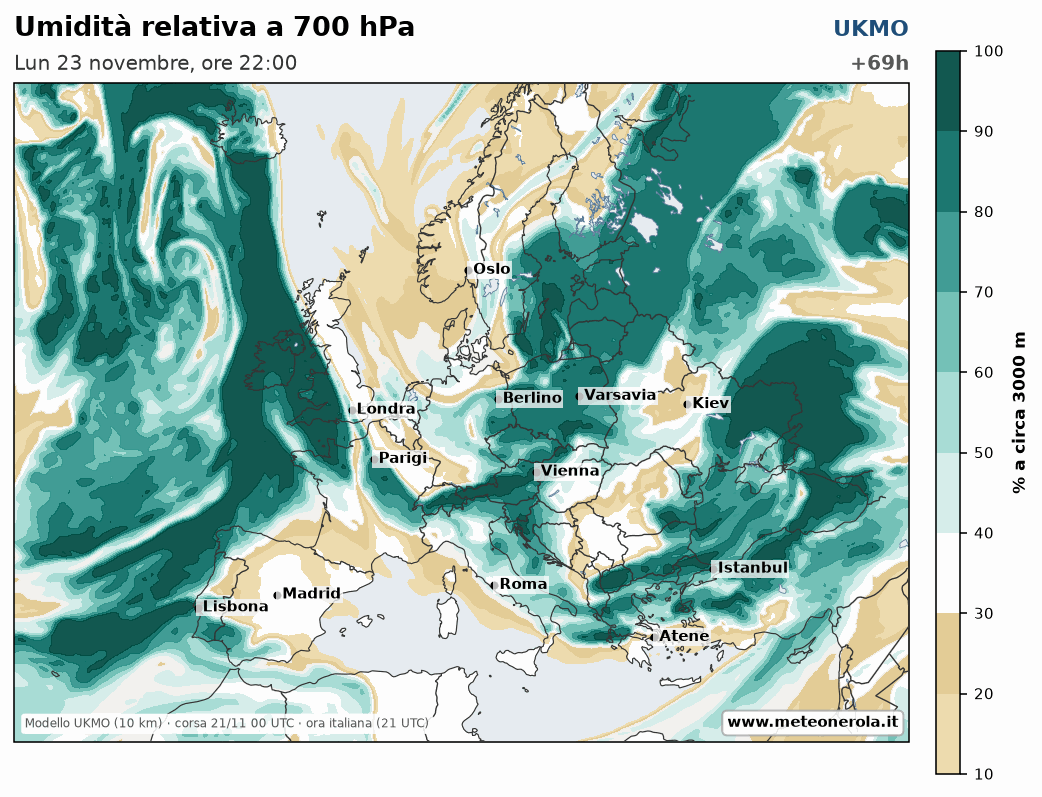 Umidità relativa a 700 hPa
UKMO
Lun 23 novembre, ore 22:00
+69h
100
90
80
70
60
50
40
30
20
10
% a circa 3000 m
Oslo
Berlino
Varsavia
Kiev
Londra
Parigi
Vienna
Istanbul
Roma
Madrid
Lisbona
Atene
Modello UKMO (10 km) · corsa 21/11 00 UTC · ora italiana (21 UTC)
www.meteonerola.it